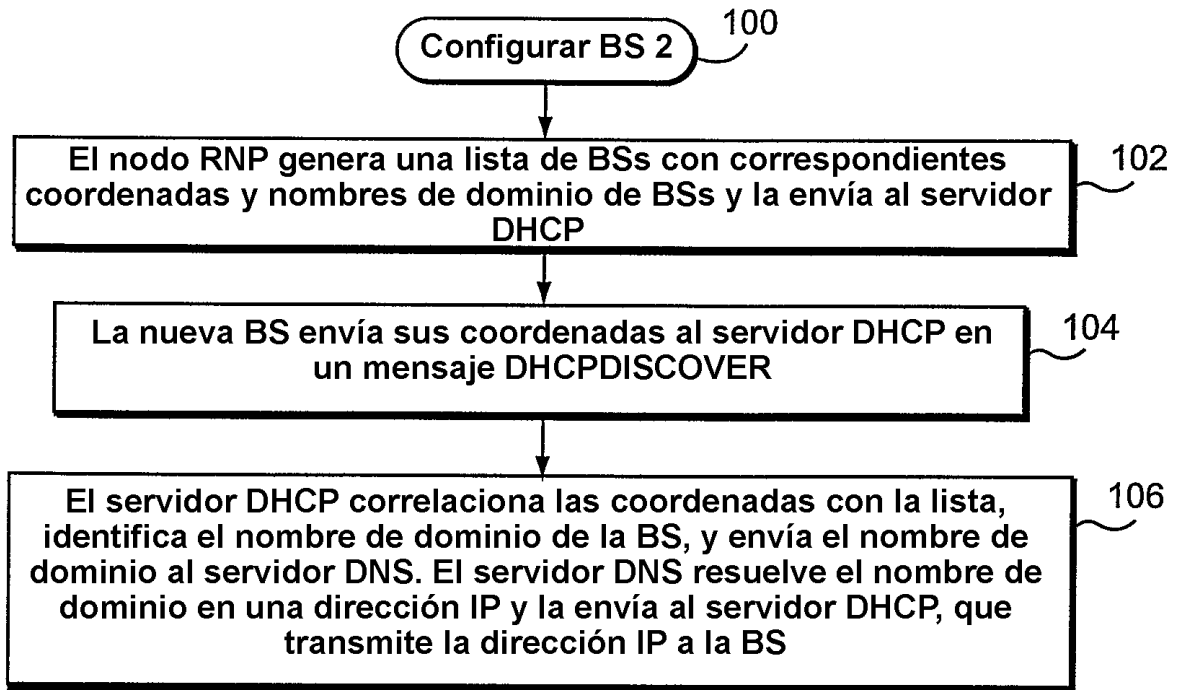 Configurar BS 2
100
El nodo RNP genera una lista de BSs con correspondientes
coordenadas y nombres de dominio de BSs y la envía al servidor
DHCP
102
La nueva BS envía sus coordenadas al servidor DHCP en
un mensaje DHCPDISCOVER
104
El servidor DHCP correlaciona las coordenadas con la lista,
identifica el nombre de dominio de la BS, y envía el nombre de
dominio al servidor DNS. El servidor DNS resuelve el nombre de
dominio en una dirección IP y la envía al servidor DHCP, que
transmite la dirección IP a la BS
106